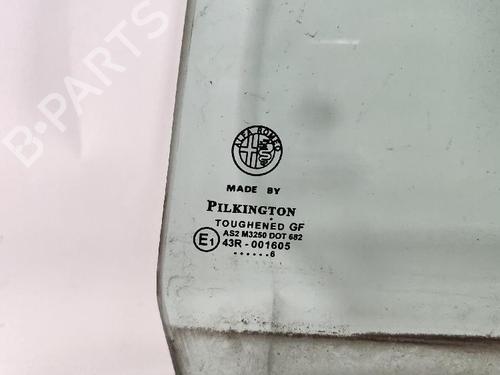 B-PARTS
ALFA ROMEO
MADE BY
PILKINGTON
TOUGHENED GF
AS2 M3250 DOT 682
E1 43R - 001605
. . . . . . 6